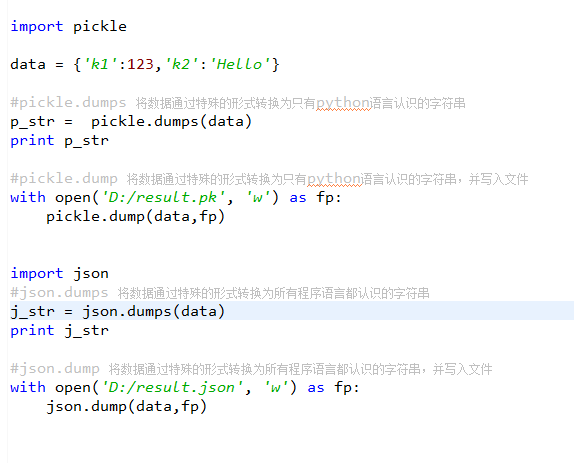 import pickle
data = {'k1':123,'k2':'Hello'}
#pickle.dumps 将数据通过特殊的形式转换为只有python语言认识的字符串
p_str =  pickle.dumps(data)
print p_str
#pickle.dump 将数据通过特殊的形式转换为只有python语言认识的字符串，并写入文件
with open('D:/result.pk', 'w') as fp:
    pickle.dump(data,fp)
import json
#json.dumps 将数据通过特殊的形式转换为所有程序语言都认识的字符串
j_str = json.dumps(data)
print j_str
#json.dump 将数据通过特殊的形式转换为所有程序语言都认识的字符串，并写入文件
with open('D:/result.json', 'w') as fp:
    json.dump(data,fp)